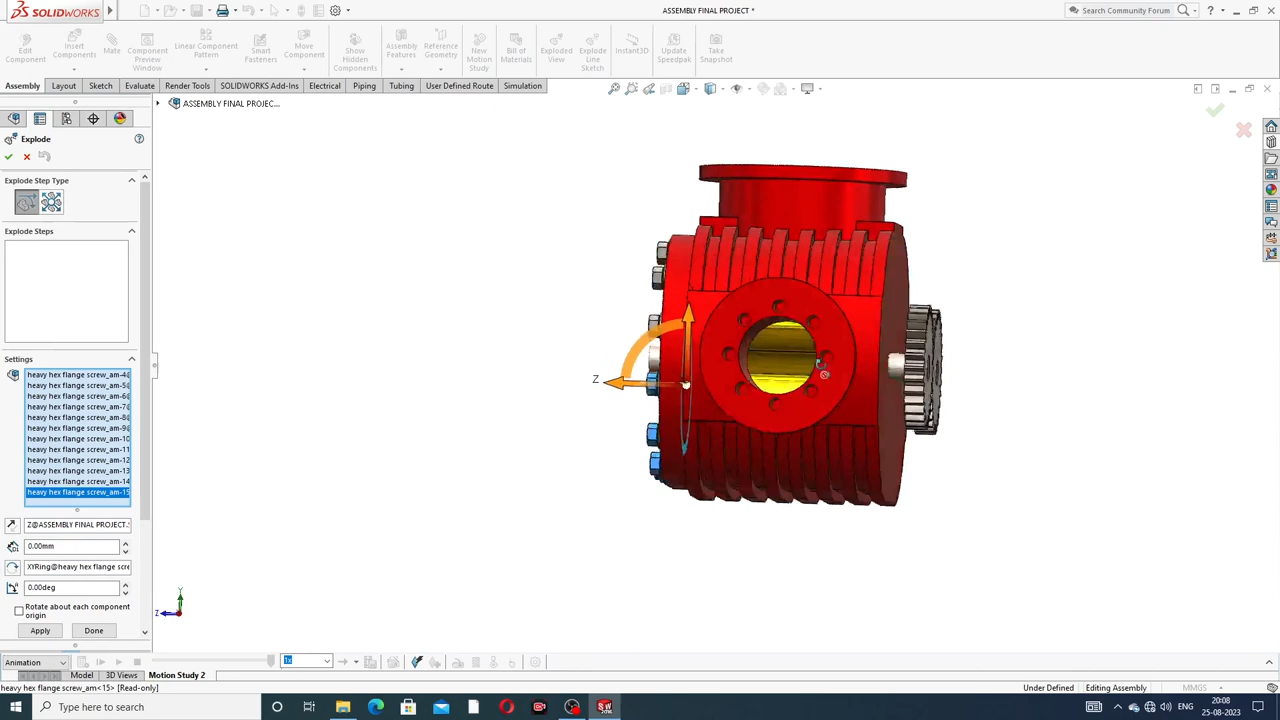 SOLIDWORKS
ASSEMBLY FINAL PROJECT *
Search Community Forum
Edit Component
Insert Components
Mate
Component Preview Window
Linear Component Pattern
Smart Fasteners
Move Component
Show Hidden Components
Assembly Features
Reference Geometry
New Motion Study
Bill of Materials
Exploded View
Explode Line Sketch
Instant3D
Update Speedpak
Take Snapshot
Assembly Layout Sketch Evaluate Render Tools SOLIDWORKS Add-Ins Electrical Piping Tubing User Defined Route Simulation
ASSEMBLY FINAL PROJEC...
Explode
Explode Step Type
Explode Steps
Settings
heavy hex flange screw_am-4@
heavy hex flange screw_am-5@
heavy hex flange screw_am-6@
heavy hex flange screw_am-7@
heavy hex flange screw_am-8@
heavy hex flange screw_am-9@
heavy hex flange screw_am-10
heavy hex flange screw_am-11
heavy hex flange screw_am-12
heavy hex flange screw_am-13
heavy hex flange screw_am-14
heavy hex flange screw_am-15
Z@ASSEMBLY FINAL PROJECT.
0.00mm
XYRing@heavy hex flange scre
0.00deg
Rotate about each component
origin
Apply Done
Z
Y
Z
Animation
1x
Model 3D Views Motion Study 2
heavy hex flange screw_am<15> [Read-only]
Under Defined Editing Assembly MMGS
Type here to search
ENG
20:08
25-08-2023